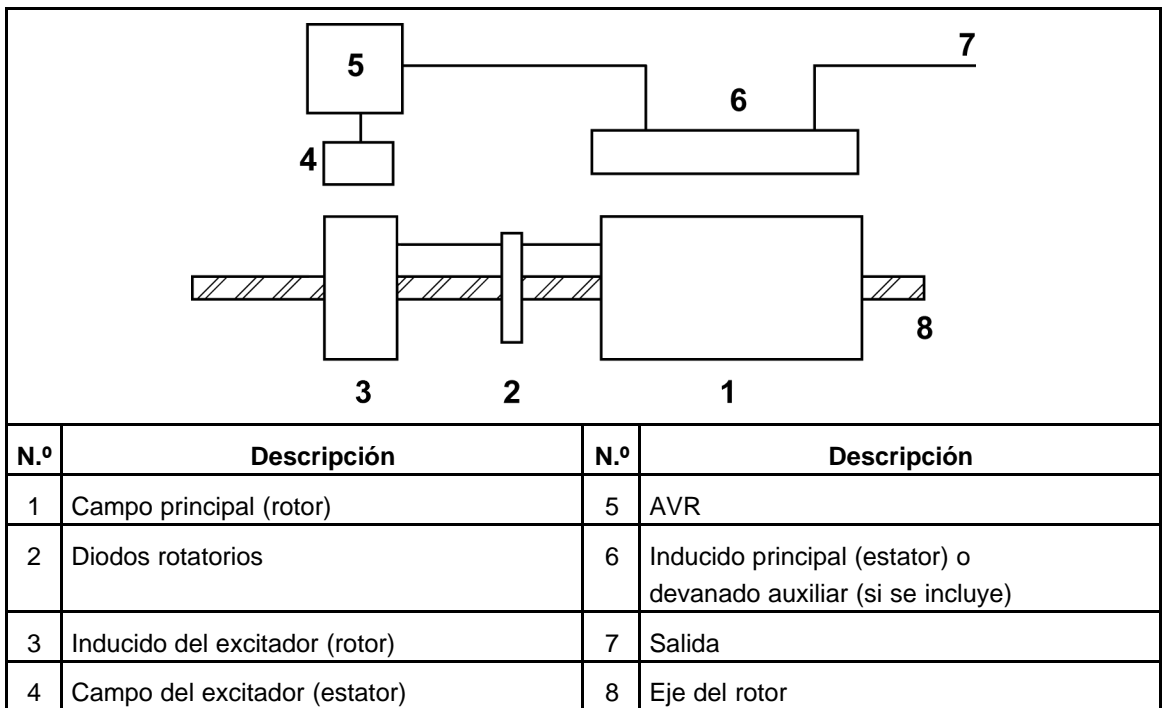 5
7
6
4
8
3
2
1
N.º Descripción N.º Descripción
1 Campo principal (rotor) 5 AVR
2 Diodos rotatorios 6 Inducido principal (estator) o
devanado auxiliar (si se incluye)
3 Inducido del excitador (rotor) 7 Salida
4 Campo del excitador (estator) 8 Eje del rotor